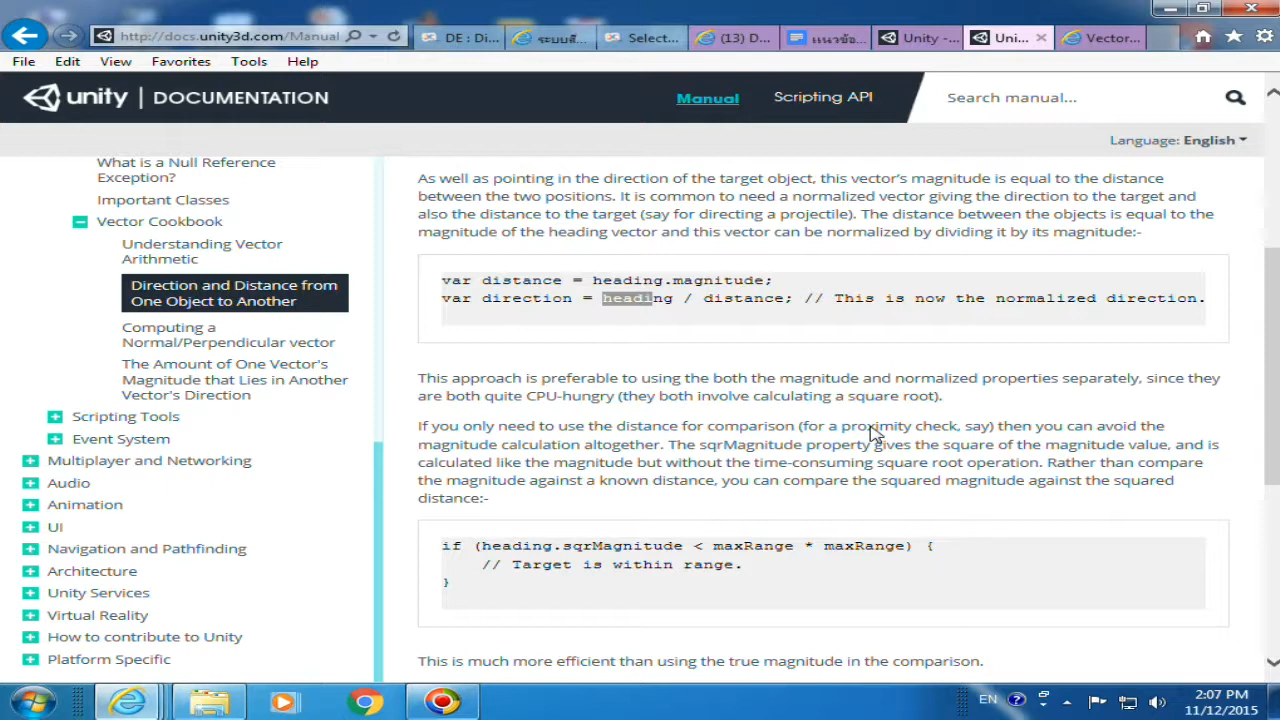 http://docs.unity3d.com/Manual
DE : Di...
ระบบสื...
Select...
(13) D...
แนวข้อ...
Unity -...
Uni...
Vector...
File Edit View Favorites Tools Help
unity | DOCUMENTATION
Manual
Scripting API
Search manual...
Language: English
What is a Null Reference
Exception?
Important Classes
Vector Cookbook
Understanding Vector
Arithmetic
Direction and Distance from
One Object to Another
Computing a
Normal/Perpendicular vector
The Amount of One Vector's
Magnitude that Lies in Another
Vector's Direction
Scripting Tools
Event System
Multiplayer and Networking
Audio
Animation
UI
Navigation and Pathfinding
Architecture
Unity Services
Virtual Reality
How to contribute to Unity
Platform Specific
As well as pointing in the direction of the target object, this vector's magnitude is equal to the distance
between the two positions. It is common to need a normalized vector giving the direction to the target and
also the distance to the target (say for directing a projectile). The distance between the objects is equal to the
magnitude of the heading vector and this vector can be normalized by dividing it by its magnitude:-
var distance = heading.magnitude;
var direction = heading / distance; // This is now the normalized direction.
This approach is preferable to using the both the magnitude and normalized properties separately, since they
are both quite CPU-hungry (they both involve calculating a square root).
If you only need to use the distance for comparison (for a proximity check, say) then you can avoid the
magnitude calculation altogether. The sqrMagnitude property gives the square of the magnitude value, and is
calculated like the magnitude but without the time-consuming square root operation. Rather than compare
the magnitude against a known distance, you can compare the squared magnitude against the squared
distance:-
if (heading.sqrMagnitude < maxRange * maxRange) {
// Target is within range.
}
This is much more efficient than using the true magnitude in the comparison.
EN
2:07 PM
11/12/2015